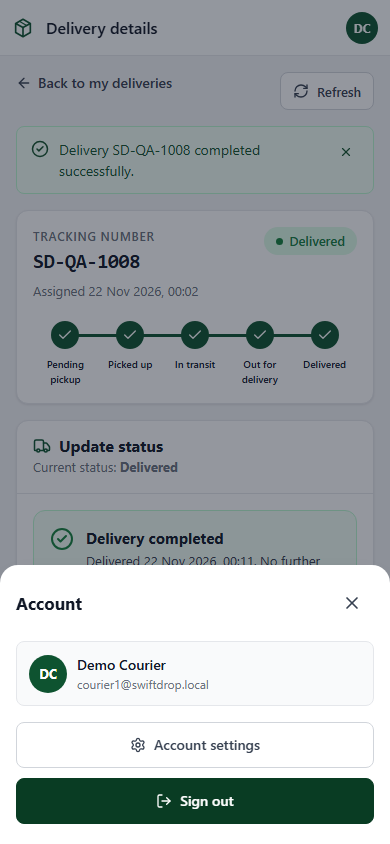 Delivery details
DC
Back to my deliveries
Refresh
Delivery SD-QA-1008 completed
successfully.
TRACKING NUMBER
Delivered
SD-QA-1008
Assigned 22 Nov 2026, 00:02
Pending
pickup
Picked up
In transit
Out for
delivery
Delivered
Update status
Current status: Delivered
Delivery completed
Delivered 22 Nov 2026, 00:11. No further
Account
DC
Demo Courier
courier1@swiftdrop.local
Account settings
Sign out